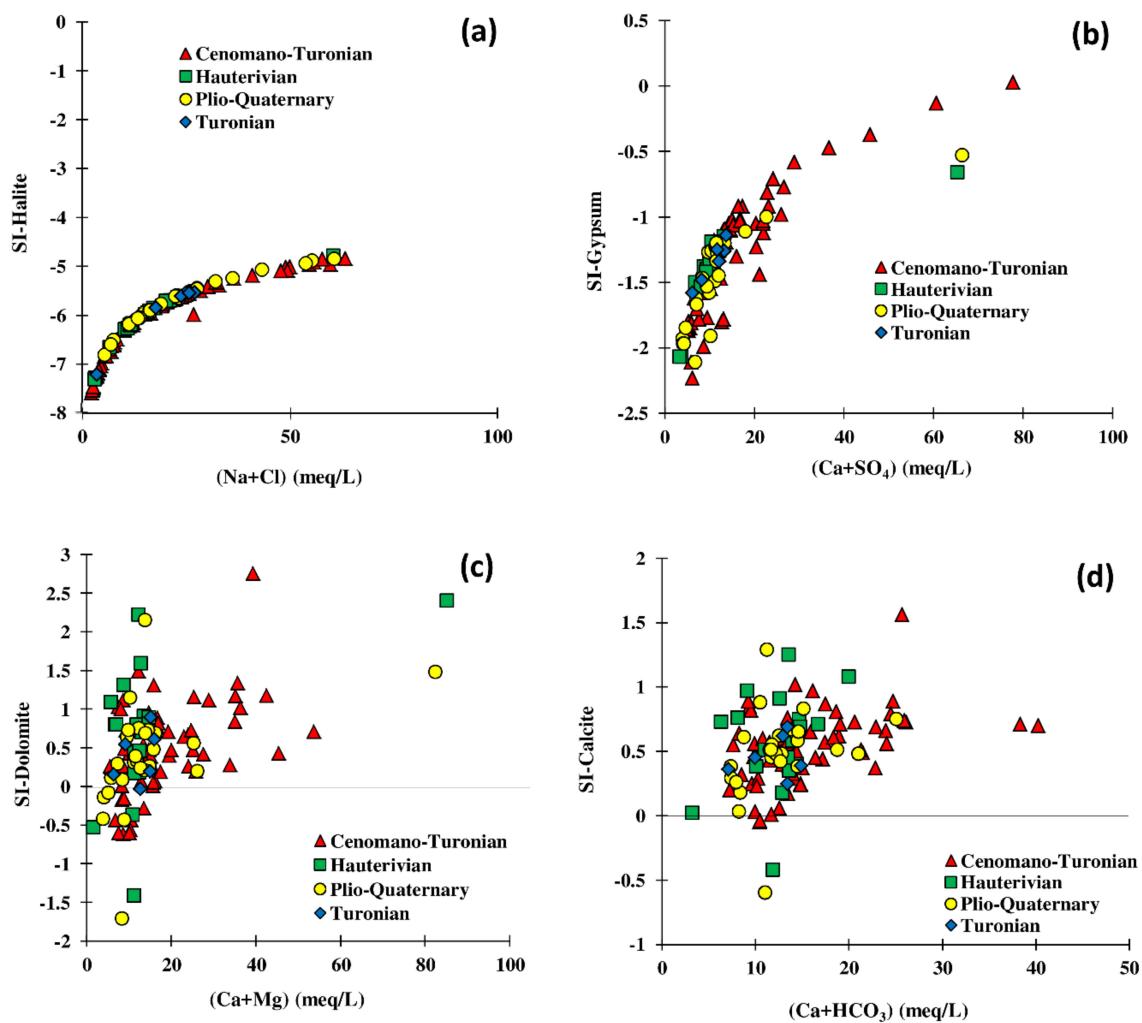 (a)
0
-1
-2
-3
-4
-5
-6
-7
-8
SI-Halite
Cenomano-Turonian
Hauterivian
Plio-Quaternary
Turonian
0
50
100
(Na+Cl) (meq/L)
(b)
0.5
0
-0.5
-1
-1.5
-2
-2.5
SI-Gypsum
Cenomano-Turonian
Hauterivian
Plio-Quaternary
Turonian
0
20
40
60
80
100
(Ca+SO₄) (meq/L)
(c)
3
2.5
2
1.5
1
0.5
0
-0.5
-1
-1.5
-2
SI-Dolomite
Cenomano-Turonian
Hauterivian
Plio-Quaternary
Turonian
0
20
40
60
80
100
(Ca+Mg) (meq/L)
(d)
2
1.5
1
0.5
0
-0.5
-1
SI-Calcite
Cenomano-Turonian
Hauterivian
Plio-Quaternary
Turonian
0
10
20
30
40
50
(Ca+HCO₃) (meq/L)